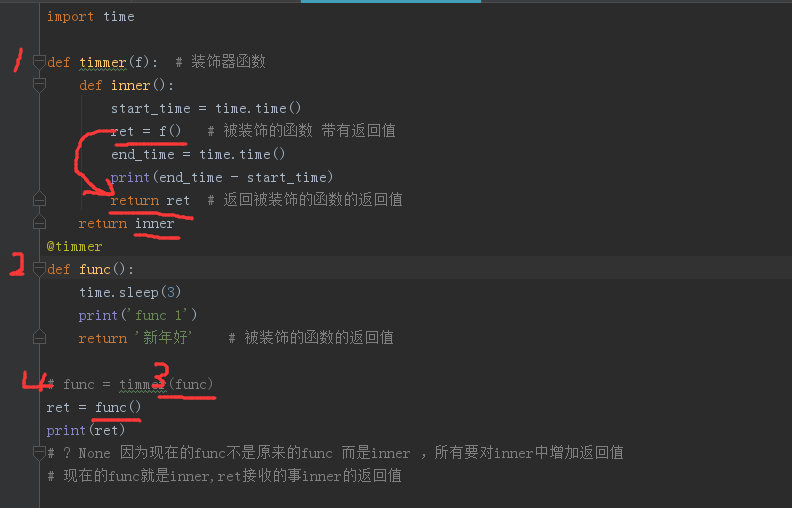 import time
1 def timmer(f):  # 装饰器函数
def inner():
start_time = time.time()
ret = f()   # 被装饰的函数 带有返回值
end_time = time.time()
print(end_time - start_time)
return ret  # 返回被装饰的函数的返回值
return inner
@timmer
2 def func():
time.sleep(3)
print('func 1')
return '新年好'    # 被装饰的函数的返回值
4 # func = timmer(func) 3
ret = func()
print(ret)
# ? None 因为现在的func不是原来的func 而是inner ，所有要对inner中增加返回值
# 现在的func就是inner,ret接收的事inner的返回值